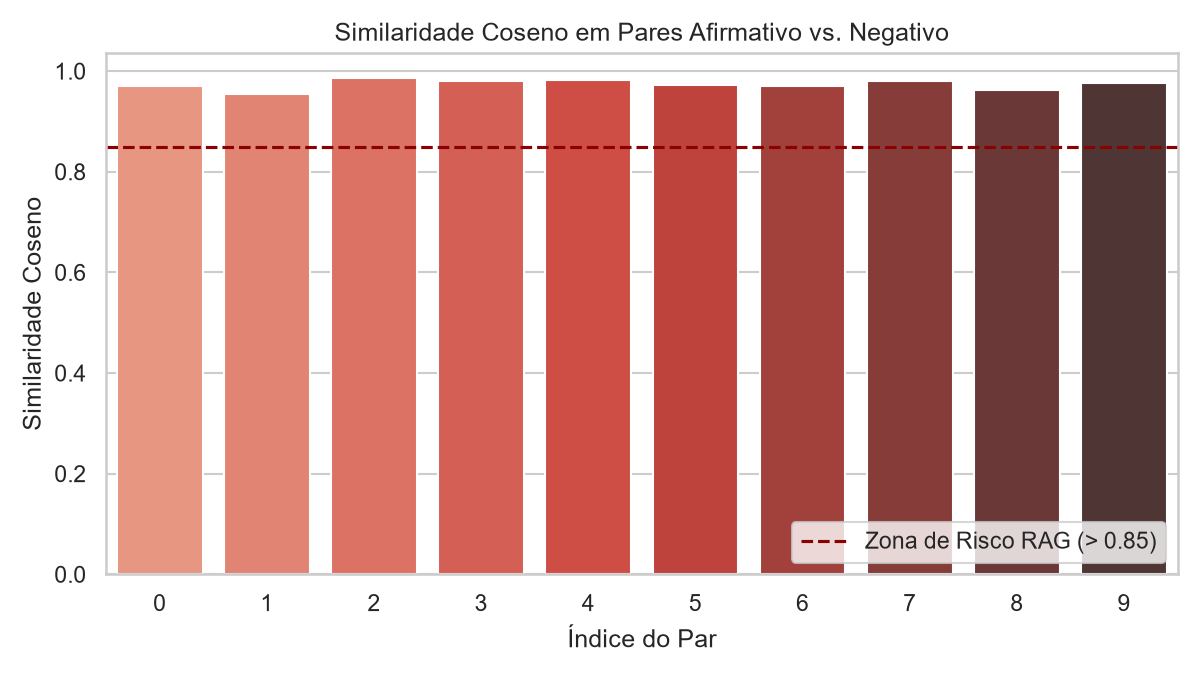 Similaridade Coseno em Pares Afirmativo vs. Negativo
Similaridade Coseno
1.0
0.8
0.6
0.4
0.2
0.0
Zona de Risco RAG (> 0.85)
0 1 2 3 4 5 6 7 8 9
Índice do Par